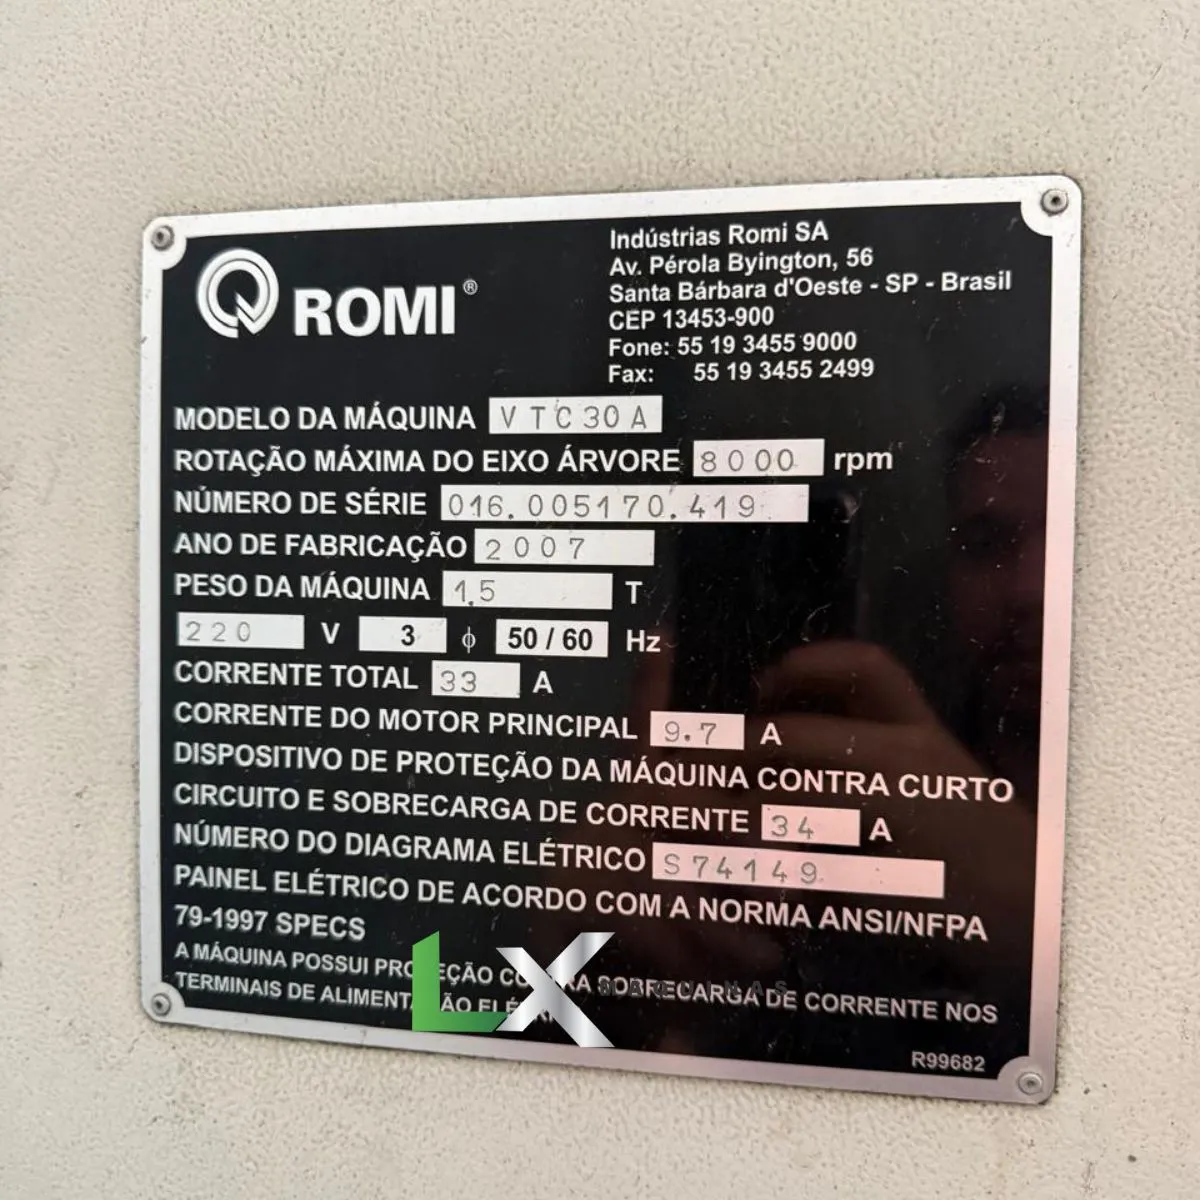 ROMI®
Indústrias Romi SA
Av. Pérola Byington, 56
Santa Bárbara d'Oeste - SP - Brasil
CEP 13453-900
Fone: 55 19 3455 9000
Fax: 55 19 3455 2499
MODELO DA MÁQUINA VTC30A
ROTAÇÃO MÁXIMA DO EIXO ÁRVORE 8000 rpm
NÚMERO DE SÉRIE 016.005170.419
ANO DE FABRICAÇÃO 2007
PESO DA MÁQUINA 1,5 T
220 V 3 ϕ 50 / 60 Hz
CORRENTE TOTAL 33 A
CORRENTE DO MOTOR PRINCIPAL 9.7 A
DISPOSITIVO DE PROTEÇÃO DA MÁQUINA CONTRA CURTO
CIRCUITO E SOBRECARGA DE CORRENTE 34 A
NÚMERO DO DIAGRAMA ELÉTRICO S74149
PAINEL ELÉTRICO DE ACORDO COM A NORMA ANSI/NFPA
79-1997 SPECS
A MÁQUINA POSSUI PROTEÇÃO CONTRA SOBRECARGA DE CORRENTE NOS
TERMINAIS DE ALIMENTAÇÃO
R99682
LX
MÁQUINAS